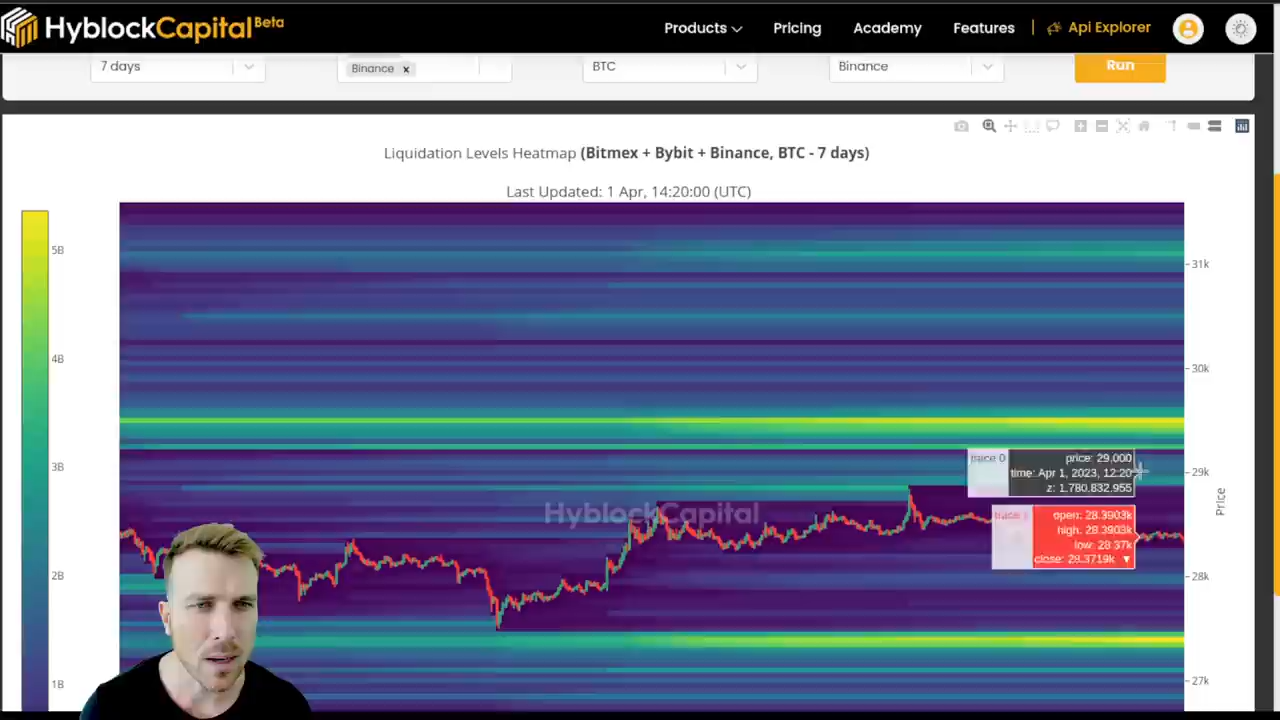 HyblockCapital Beta
Products
Pricing
Academy
Features
Api Explorer
7 days
Binance x
BTC
Binance
Run
Liquidation Levels Heatmap (Bitmex + Bybit + Binance, BTC - 7 days)
Last Updated: 1 Apr, 14:20:00 (UTC)
5B
4B
3B
2B
1B
31k
30k
29k
28k
27k
Price
trace 0
price: 29,000
time: Apr 1, 2023, 12:20
z: 1,780,832,955
HyblockCapital
open: 28.3903k
high: 28.3903k
low: 28.37k
close: 28.3719k ▼